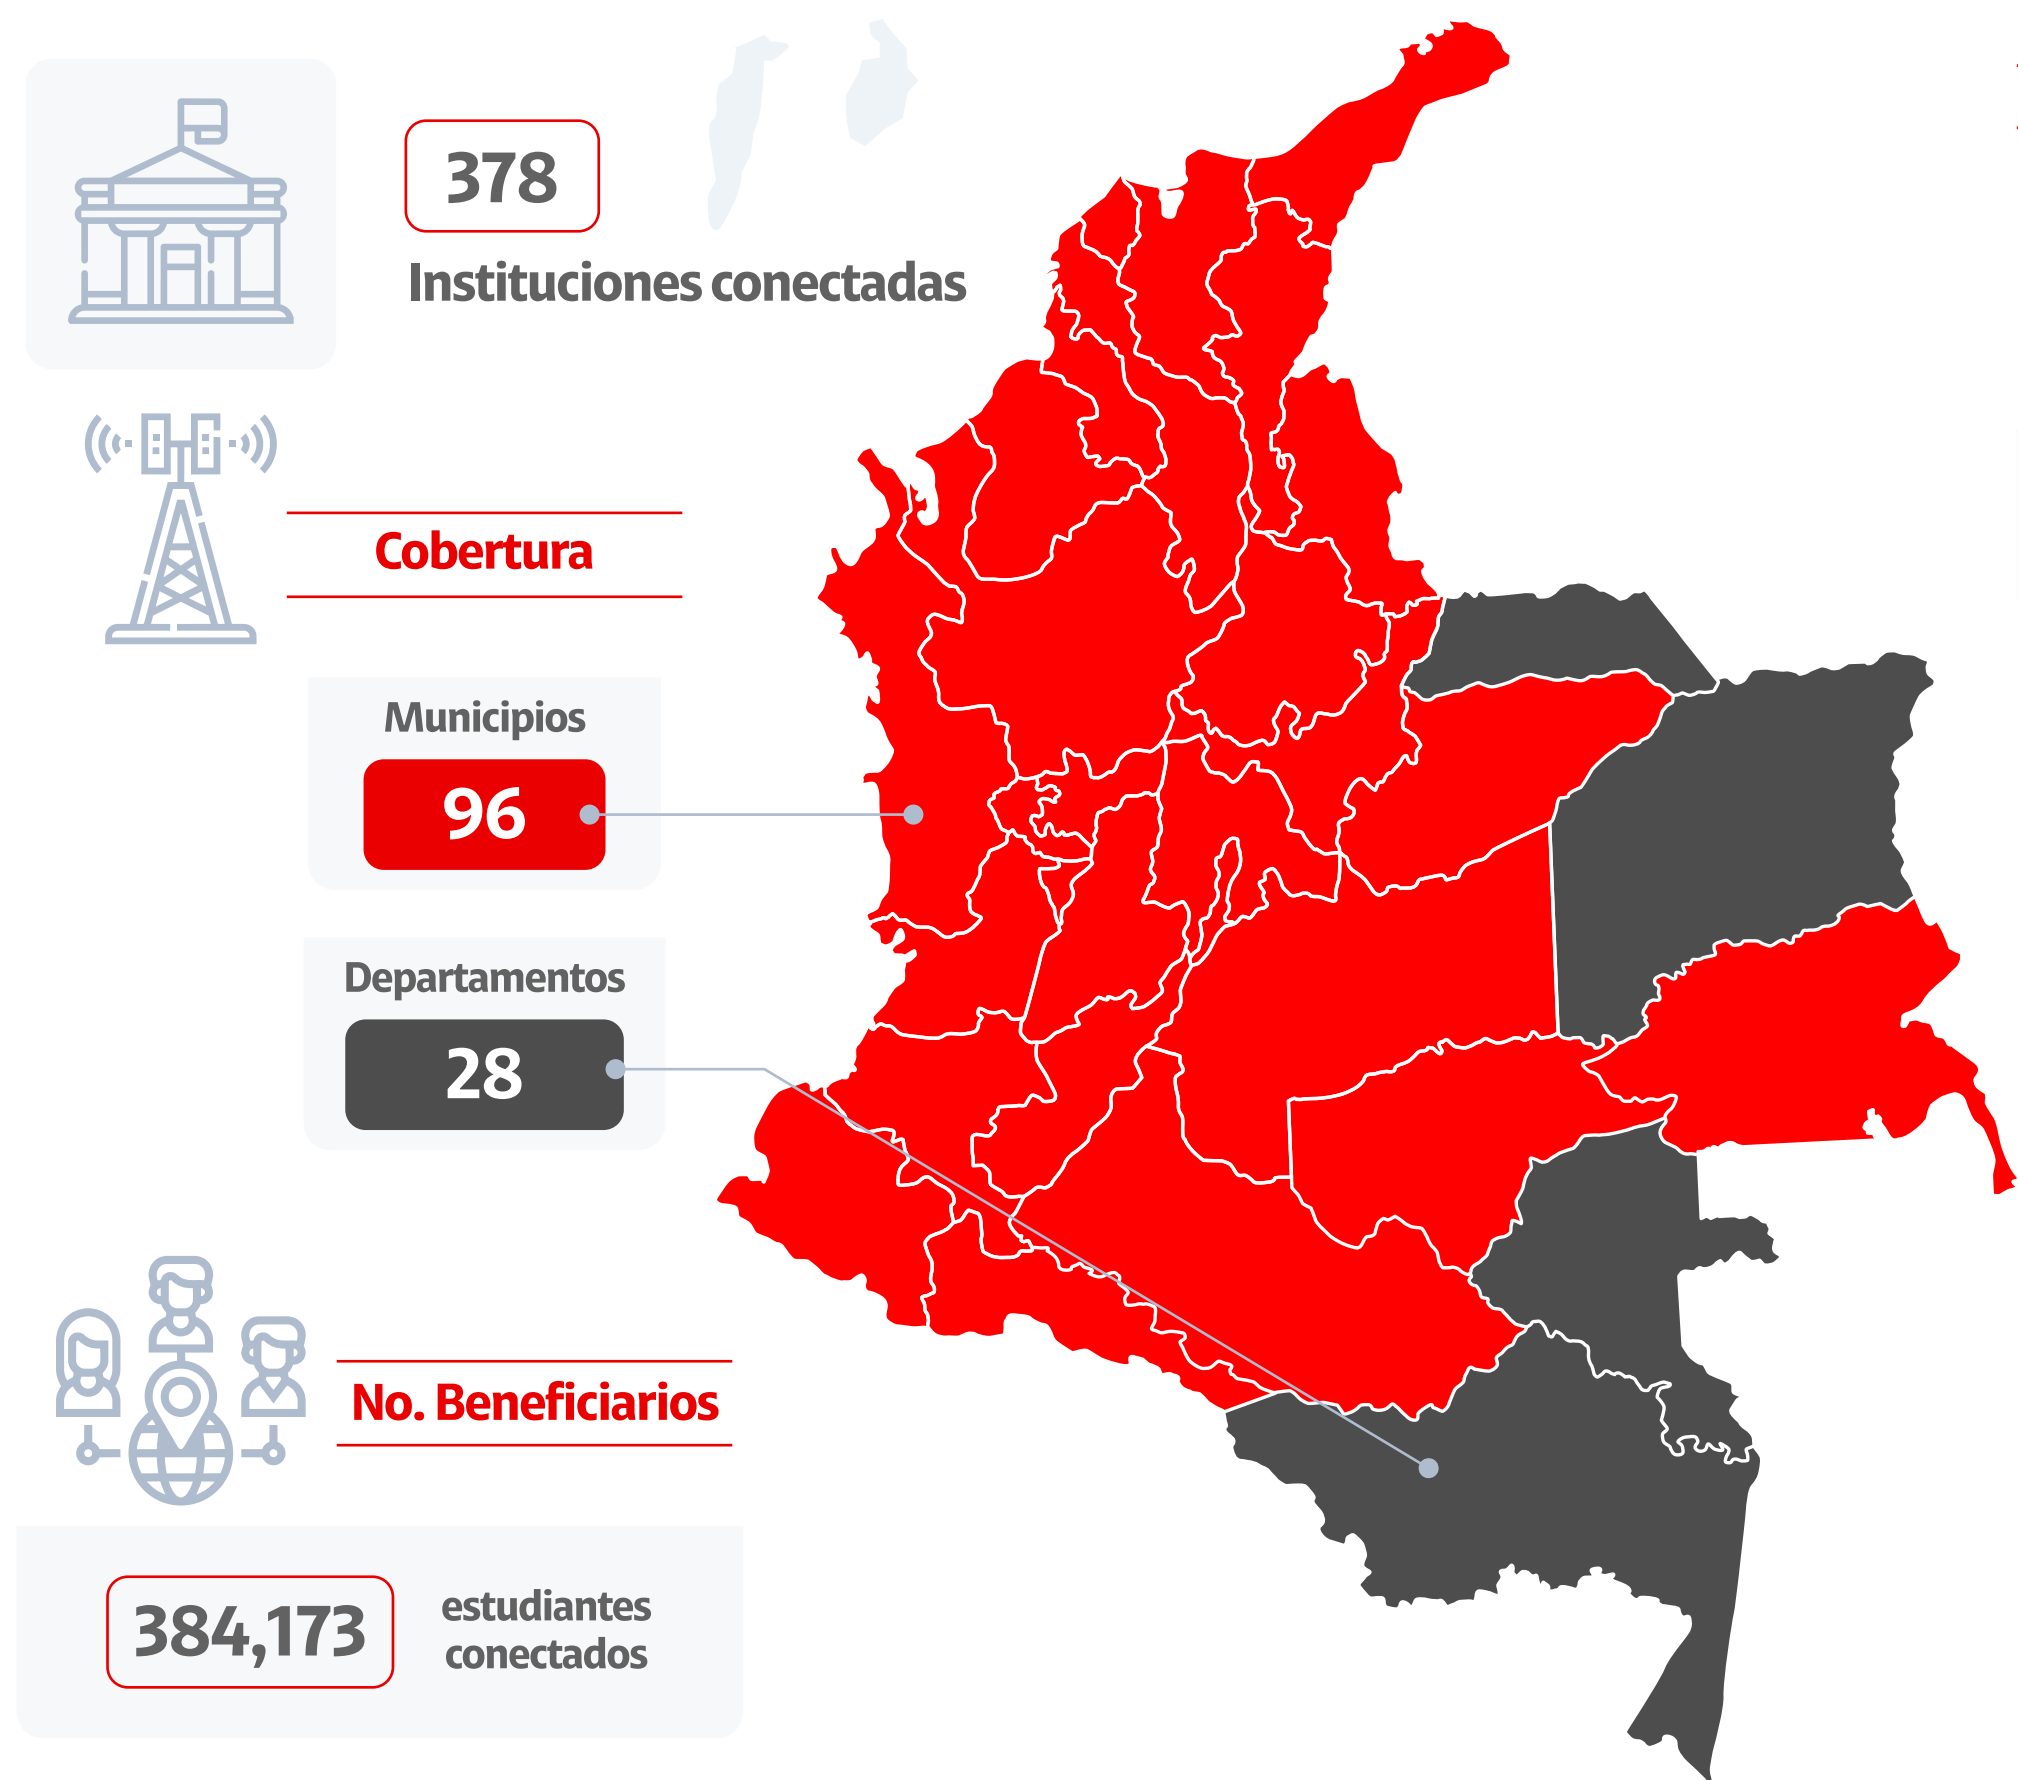 378
Instituciones conectadas
Cobertura
Municipios
96
Departamentos
28
No. Beneficiarios
384,173
estudiantes
conectados